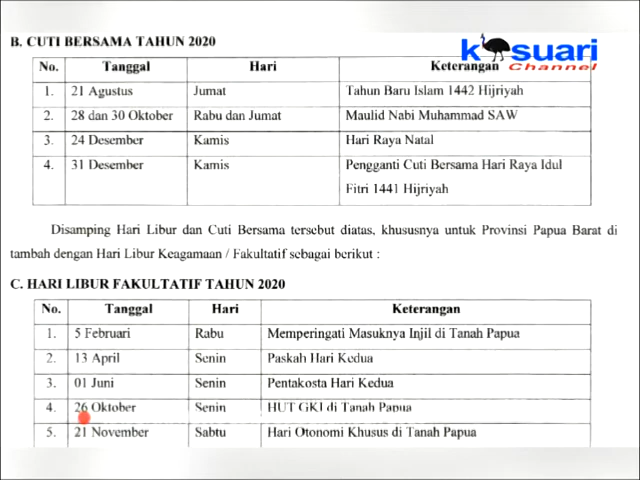 B. CUTI BERSAMA TAHUN 2020
kasuari
Channel
No. Tanggal Hari Keterangan
1. 21 Agustus Jumat Tahun Baru Islam 1442 Hijriyah
2. 28 dan 30 Oktober Rabu dan Jumat Maulid Nabi Muhammad SAW
3. 24 Desember Kamis Hari Raya Natal
4. 31 Desember Kamis Pengganti Cuti Bersama Hari Raya Idul
Fitri 1441 Hijriyah
Disamping Hari Libur dan Cuti Bersama tersebut diatas, khususnya untuk Provinsi Papua Barat di
tambah dengan Hari Libur Keagamaan / Fakultatif sebagai berikut :
C. HARI LIBUR FAKULTATIF TAHUN 2020
No. Tanggal Hari Keterangan
1. 5 Februari Rabu Memperingati Masuknya Injil di Tanah Papua
2. 13 April Senin Paskah Hari Kedua
3. 01 Juni Senin Pentakosta Hari Kedua
4. 26 Oktober Senin HUT GKI di Tanah Papua
5. 21 November Sabtu Hari Otonomi Khusus di Tanah Papua